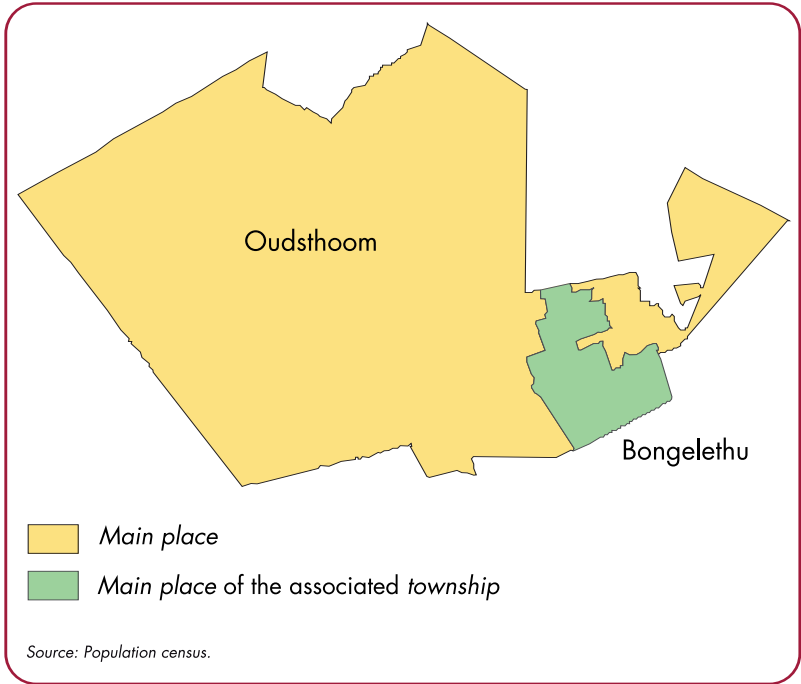 Oudsthoom
Bongelethu
Main place
Main place of the associated township
Source: Population census.